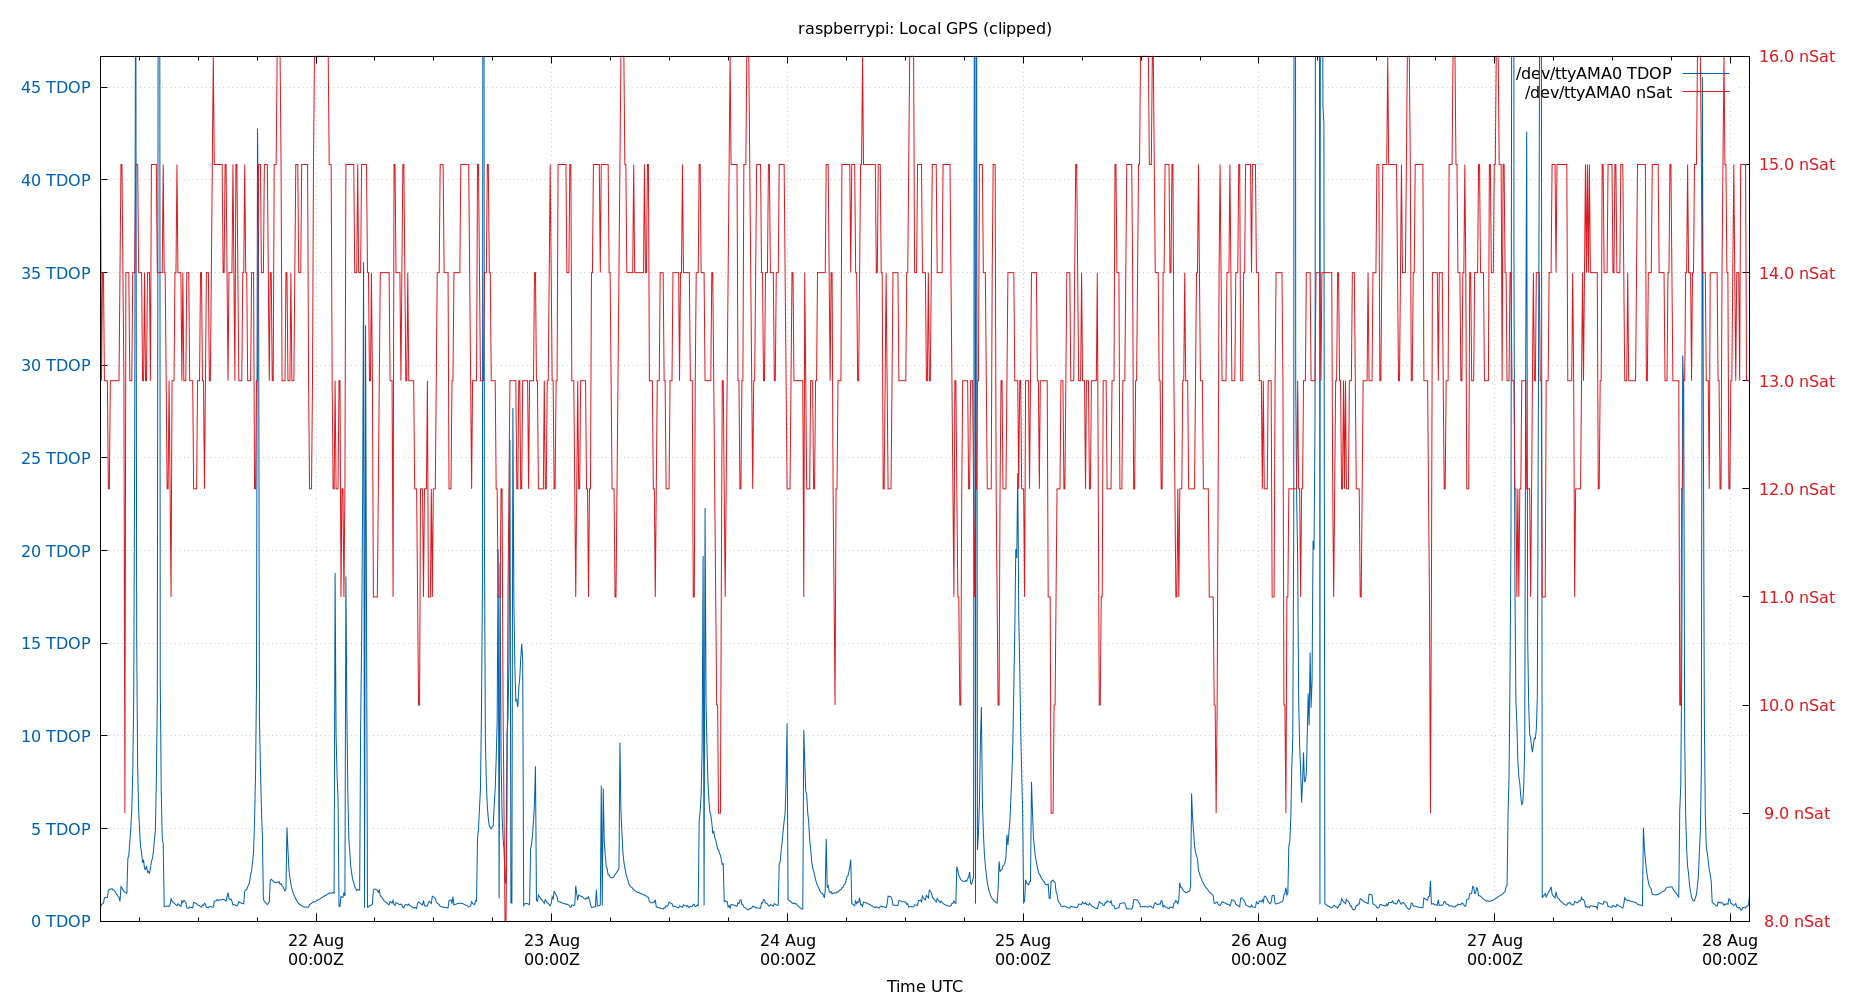 raspberrypi: Local GPS (clipped)
16.0 nSat
/dev/ttyAMA0 TDOP
45 TDOP
/dev/ttyAMA0 nSat
15.0 nSat
40 TDOP
35 TDOP
14.0 nSat
30 TDOP
13.0 nSat
25 TDOP
12.0 nSat
20 TDOP
11.0 nSat
15 TDOP
10.0 nSat
10 TDOP
9.0 nSat
5 TDOP
0 TDOP
8.0 nSat
22 Aug
00:00Z
23 Aug
00:00Z
24 Aug
00:00Z
25 Aug
00:00Z
26 Aug
00:00Z
27 Aug
00:00Z
28 Aug
00:00Z
Time UTC